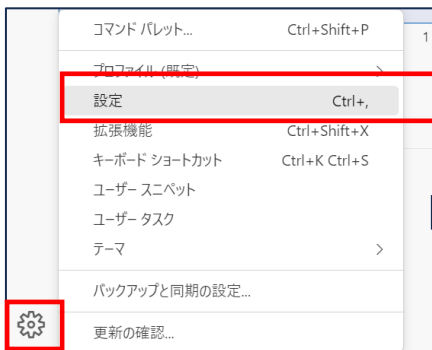 コマンド パレット... Ctrl+Shift+P
1
プロファイル (既定) >
設定 Ctrl+,
拡張機能 Ctrl+Shift+X
キーボード ショートカット Ctrl+K Ctrl+S
ユーザー スニペット
ユーザー タスク
テーマ >
バックアップと同期の設定...
更新の確認...